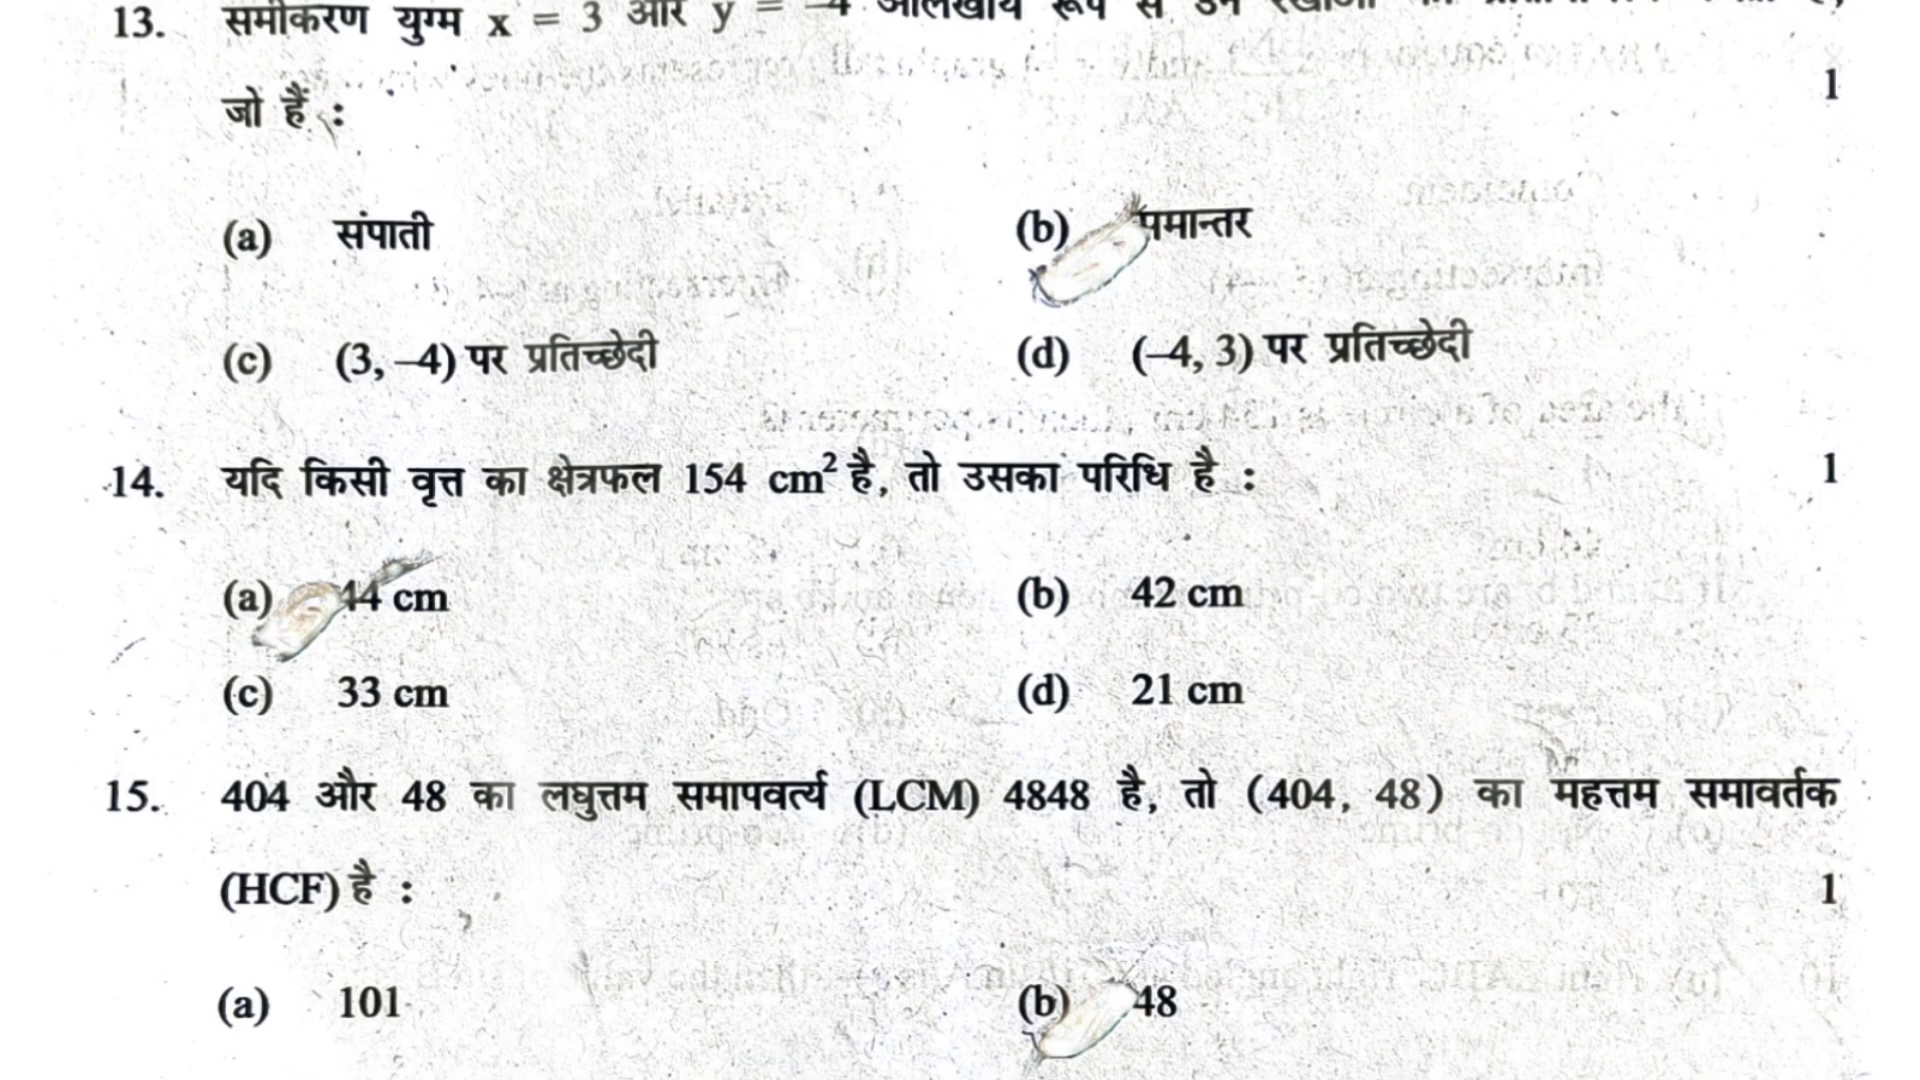 13. समीकरण युग्म x = 3 और y = –4 आलेखीय रूप से उन रेखाओं
जो हैं : 1
(a) संपाती (b) समान्तर
(c) (3, –4) पर प्रतिच्छेदी (d) (–4, 3) पर प्रतिच्छेदी
14. यदि किसी वृत्त का क्षेत्रफल 154 cm² है, तो उसका परिधि है : 1
(a) 44 cm (b) 42 cm
(c) 33 cm (d) 21 cm
15. 404 और 48 का लघुत्तम समापवर्त्य (LCM) 4848 है, तो (404, 48) का महत्तम समावर्तक
(HCF) है : 1
(a) 101 (b) 48